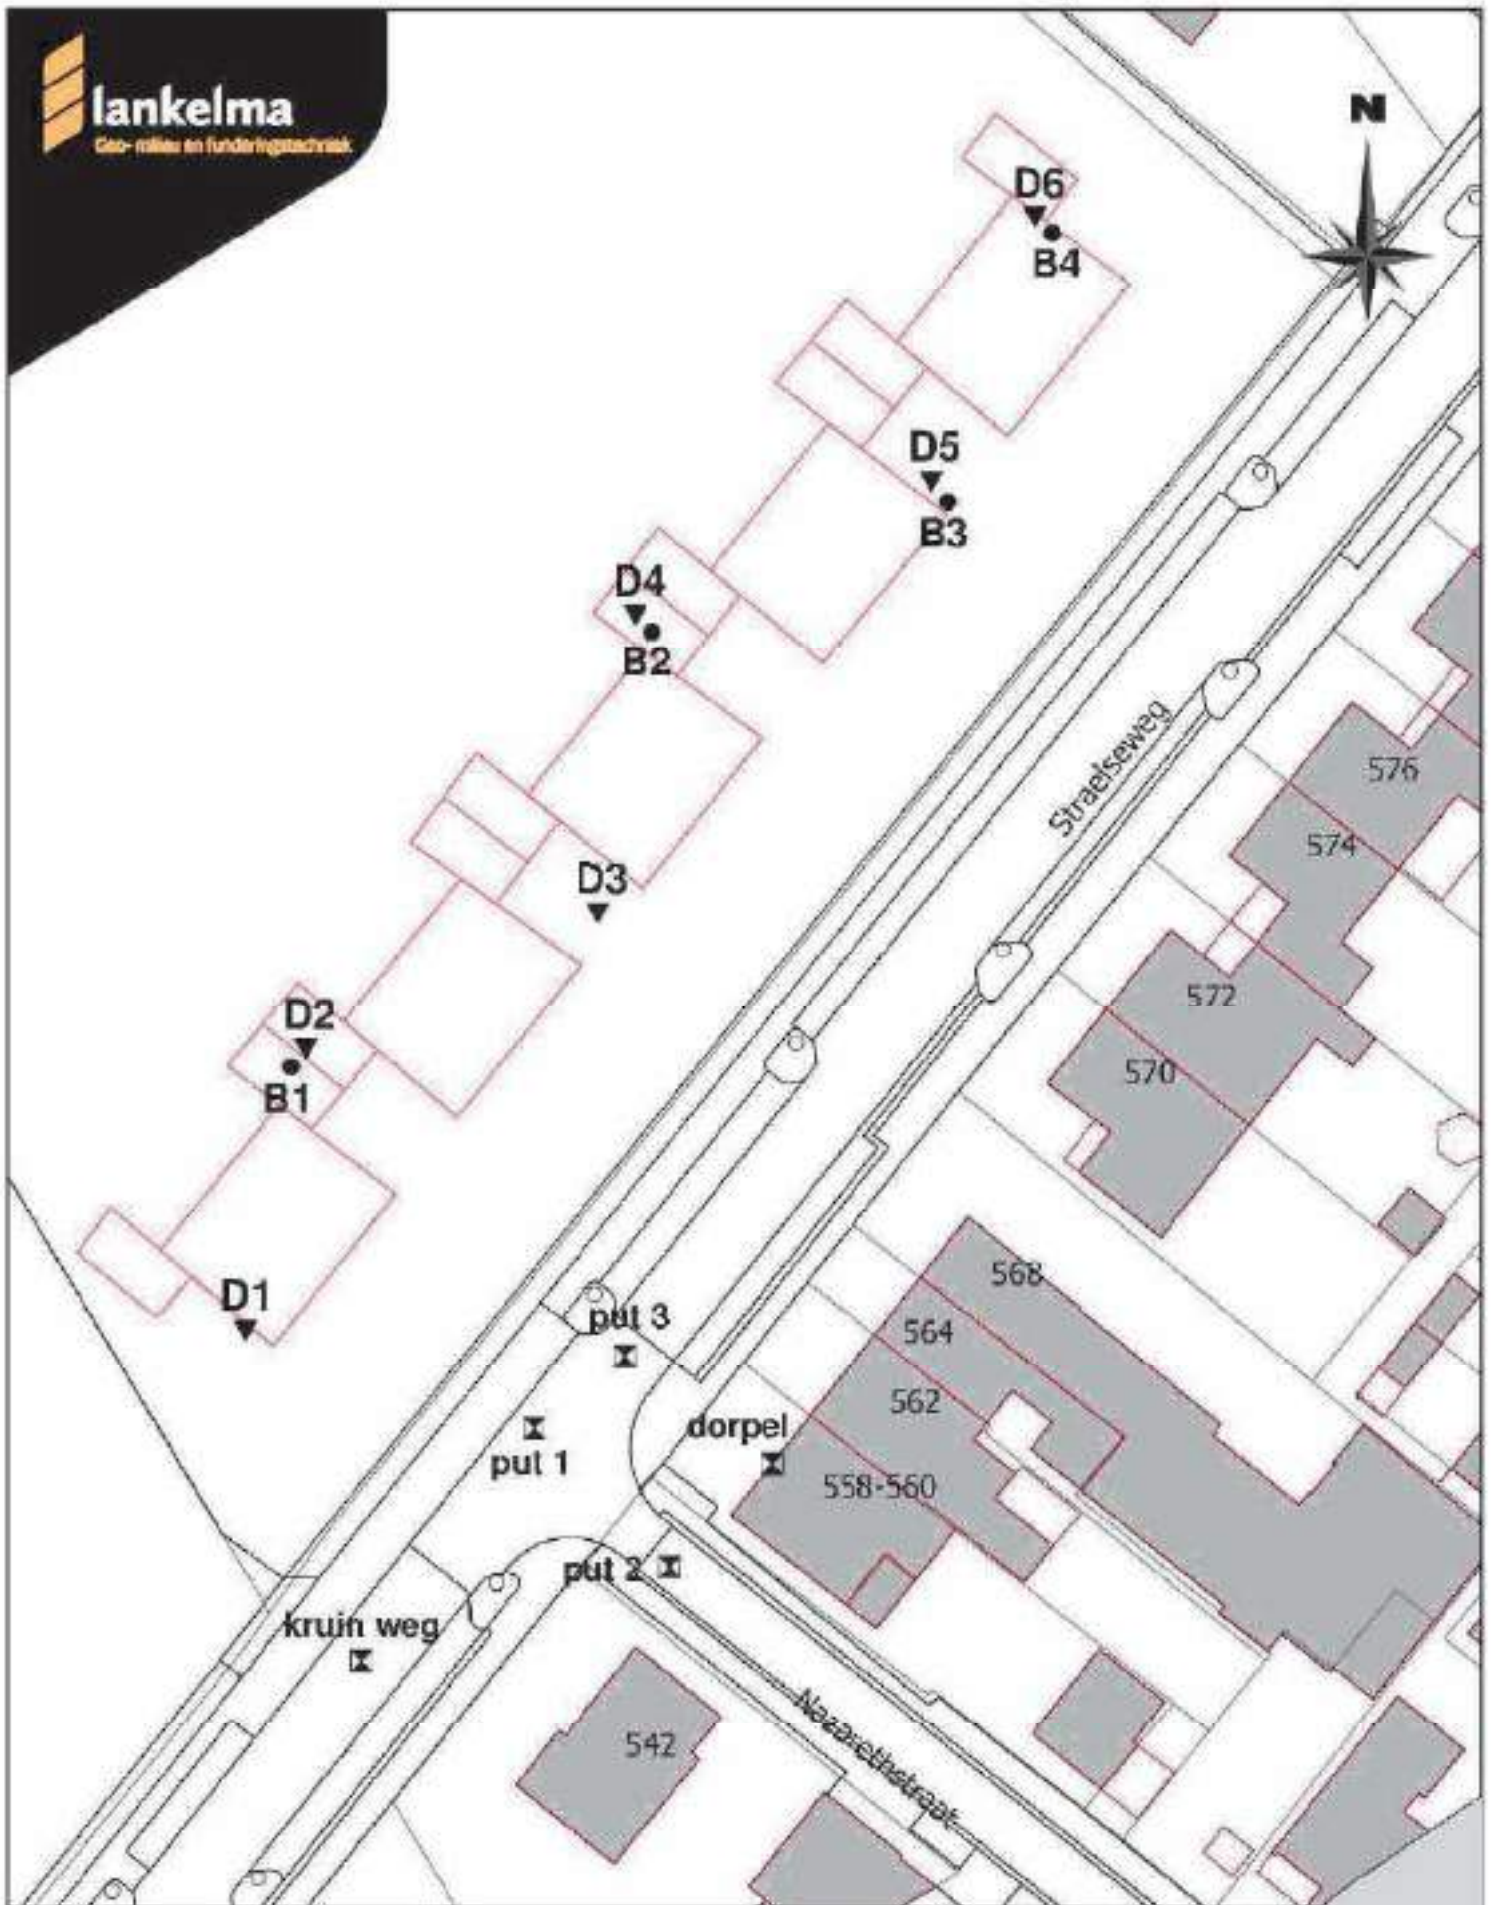 lankelma
Geo- milieu en funderingstechniek
N
D6
B4
D5
B3
D4
B2
Straelseweg
576
574
D3
572
D2
570
B1
568
D1
put 3
564
562
dorpel
put 1
558-560
put 2
kruin weg
Nazarethstraat
542